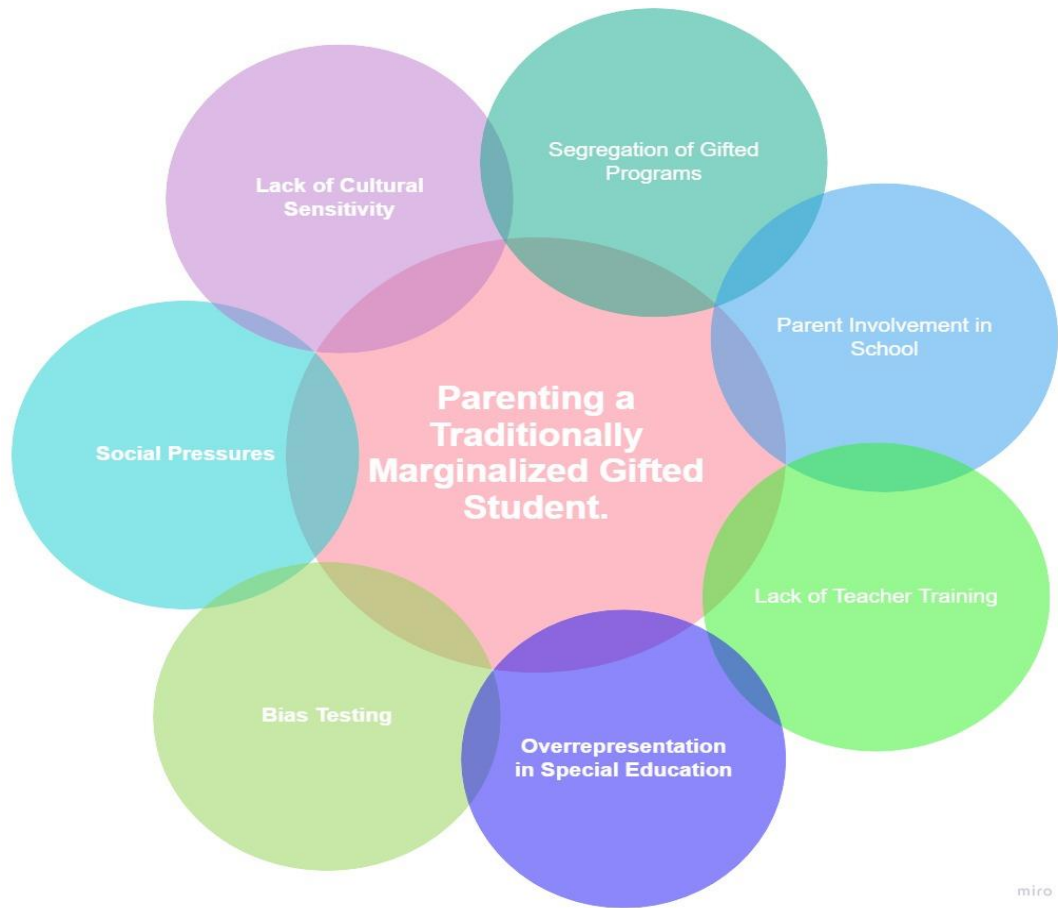 Segregation of Gifted
Programs
Lack of Cultural
Sensitivity
Parent Involvement in
School
Parenting a
Traditionally
Marginalized Gifted
Student.
Social Pressures
Lack of Teacher Training
Bias Testing
Overrepresentation
in Special Education
miro